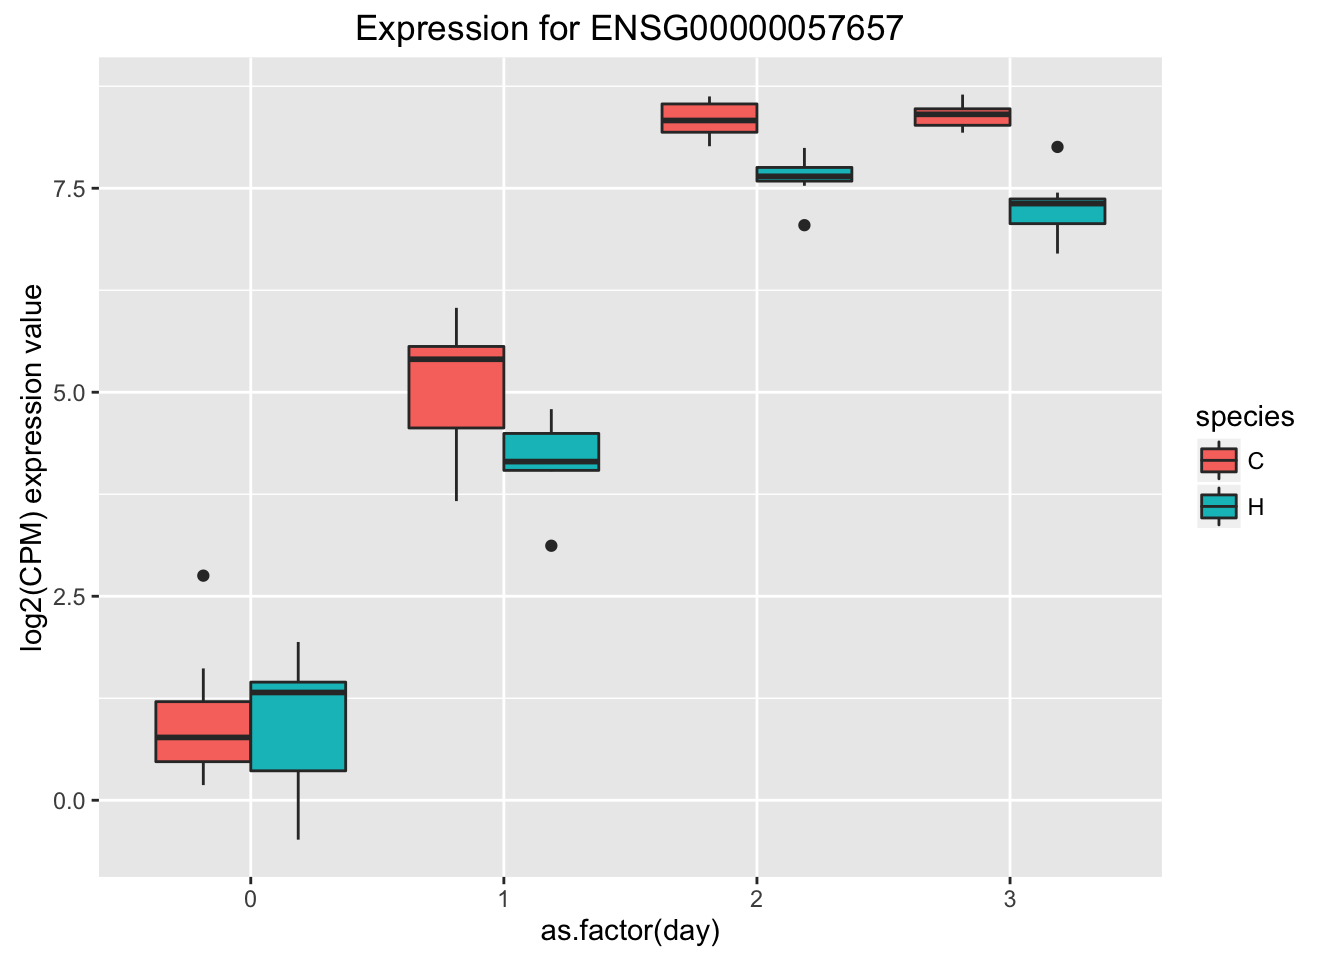 Expression for ENSG00000057657
log2(CPM) expression value
7.5
5.0
2.5
0.0
0
1
2
3
as.factor(day)
species
C
H